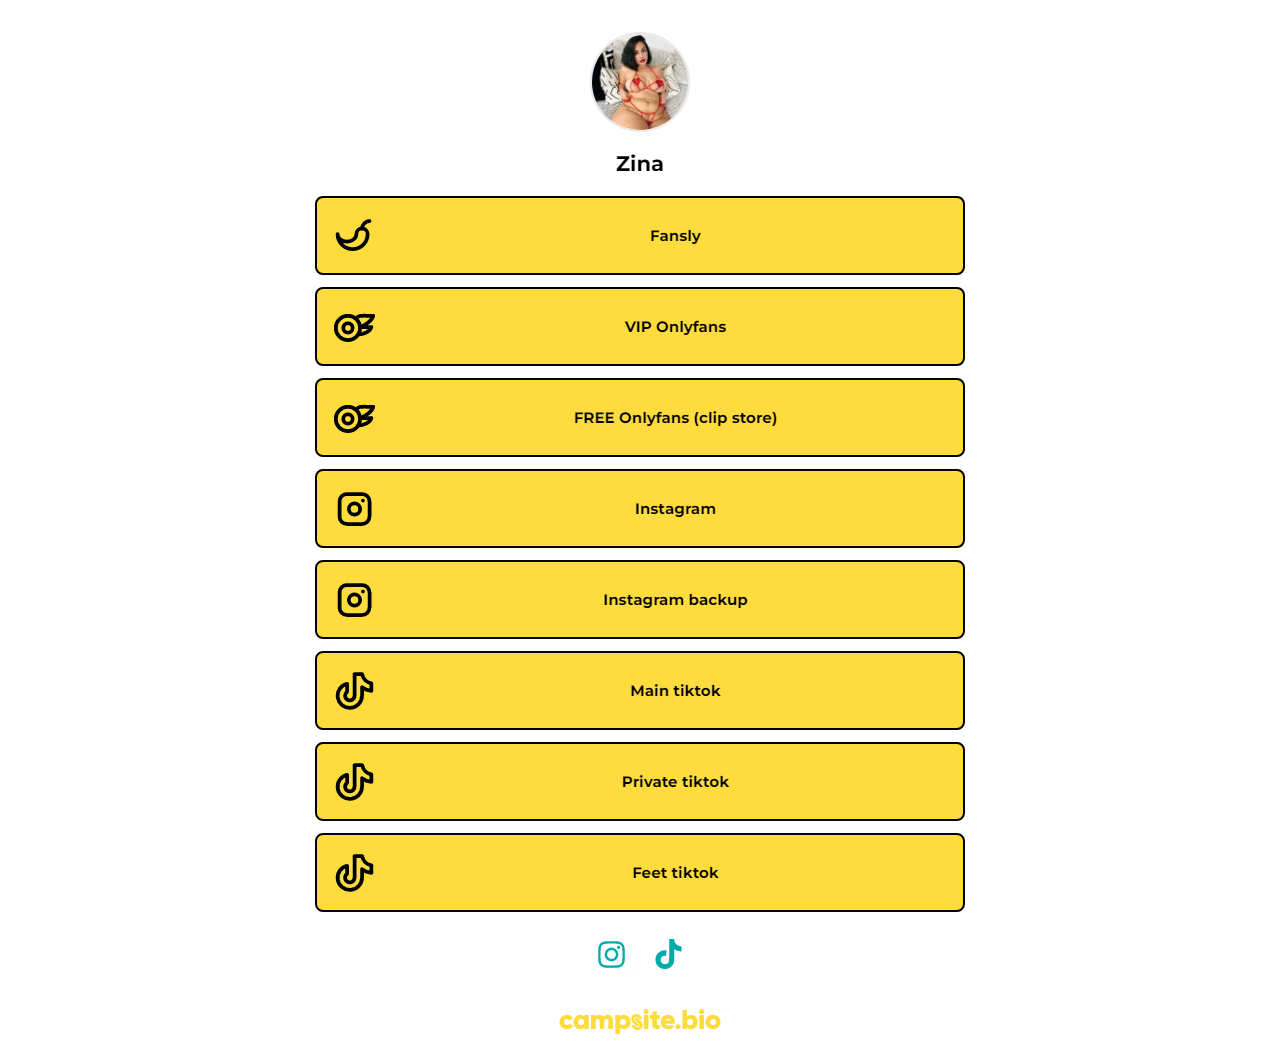 Zina
Fansly
VIP Onlyfans
FREE Onlyfans (clip store)
Instagram
Instagram backup
Main tiktok
Private tiktok
Feet tiktok
campsite.bio